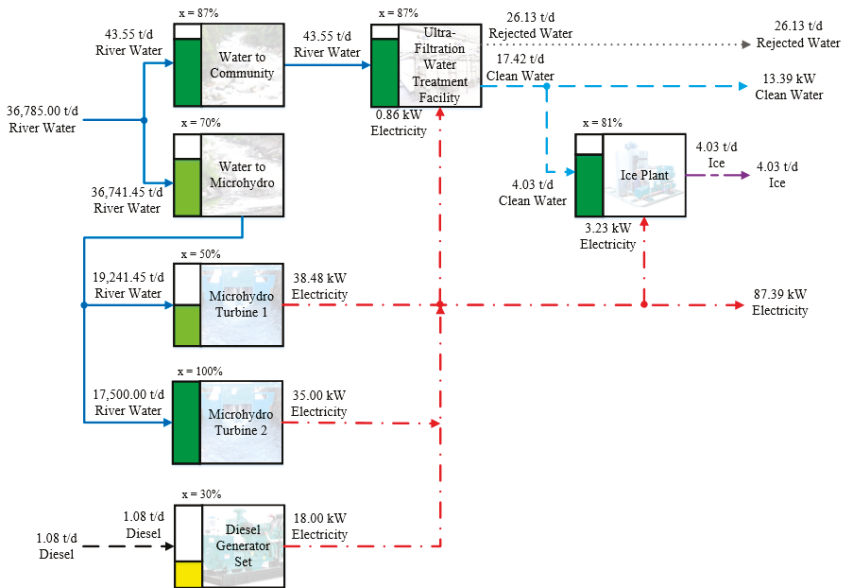 x = 87%
43.55 t/d
River Water
Water to
Community
43.55 t/d
River Water
x = 87%
Ultra-
Filtration
Water
Treatment
Facility
26.13 t/d
Rejected Water
26.13 t/d
Rejected Water
17.42 t/d
Clean Water
13.39 kW
Clean Water
36,785.00 t/d
River Water
0.86 kW
Electricity
x = 70%
Water to
Microhydro
36,741.45 t/d
River Water
x = 81%
Ice Plant
4.03 t/d
Clean Water
4.03 t/d
Ice
4.03 t/d
Ice
3.23 kW
Electricity
x = 50%
19,241.45 t/d
River Water
Microhydro
Turbine 1
38.48 kW
Electricity
87.39 kW
Electricity
x = 100%
17,500.00 t/d
River Water
Microhydro
Turbine 2
35.00 kW
Electricity
x = 30%
1.08 t/d
Diesel
1.08 t/d
Diesel
Diesel
Generator
Set
18.00 kW
Electricity